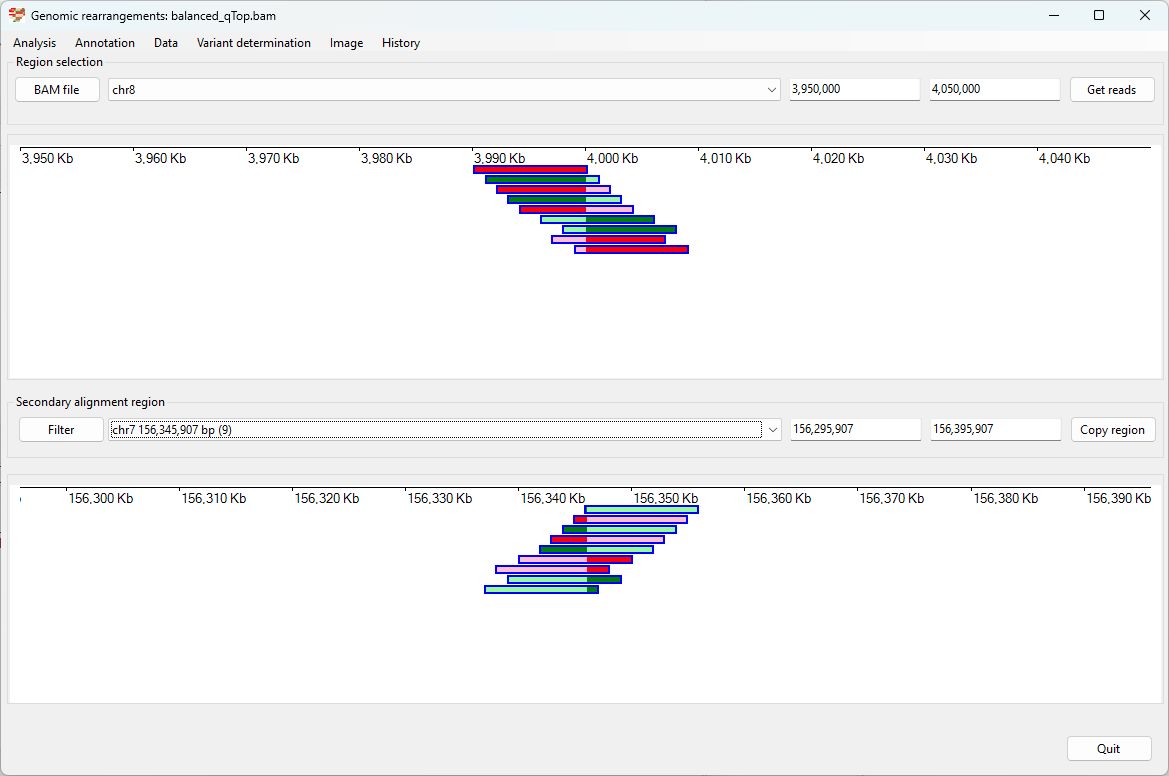 Genomic rearrangements: balanced_qTop.bam
Analysis Annotation Data Variant determination Image History
Region selection
BAM file chr8 3,950,000 4,050,000 Get reads
3,950 Kb 3,960 Kb 3,970 Kb 3,980 Kb 3,990 Kb 4,000 Kb 4,010 Kb 4,020 Kb 4,030 Kb 4,040 Kb
Secondary alignment region
Filter chr7 156,345,907 bp (9) 156,295,907 156,395,907 Copy region
156,300 Kb 156,310 Kb 156,320 Kb 156,330 Kb 156,340 Kb 156,350 Kb 156,360 Kb 156,370 Kb 156,380 Kb 156,390 Kb
Quit